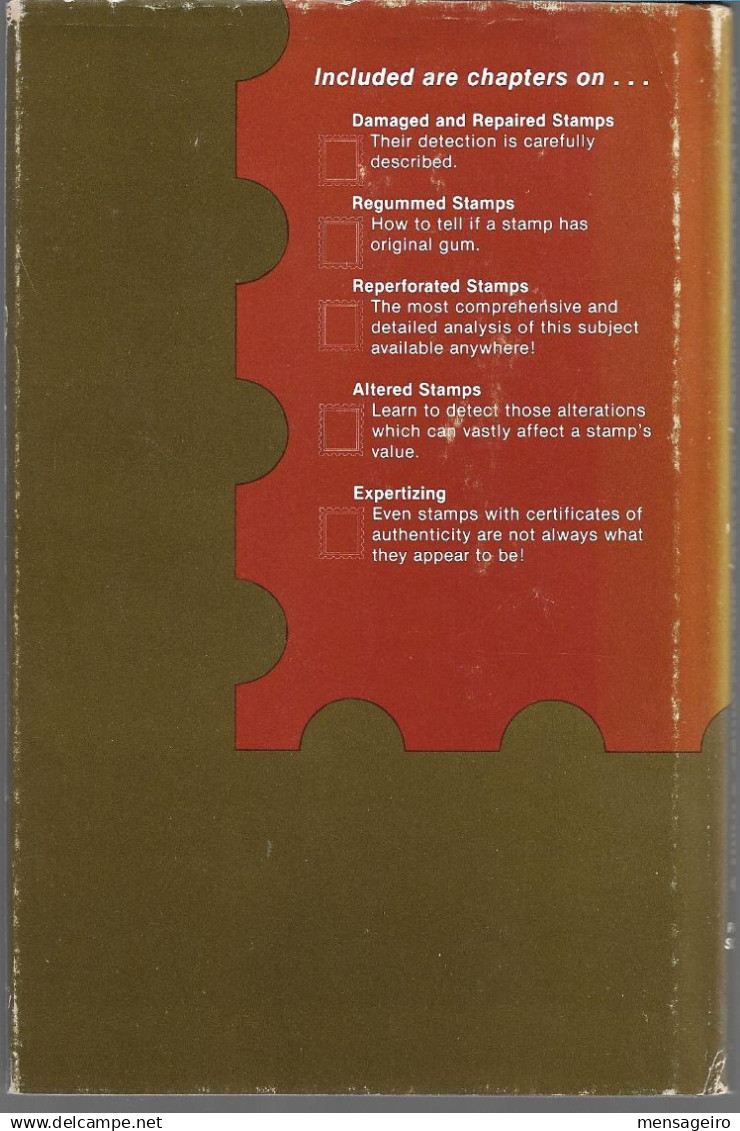 Included are chapters on . . .
Damaged and Repaired Stamps
Their detection is carefully
described.
Regummed Stamps
How to tell if a stamp has
original gum.
Reperforated Stamps
The most comprehensive and
detailed analysis of this subject
available anywhere!
Altered Stamps
Learn to detect those alterations
which can vastly affect a stamp's
value.
Expertizing
Even stamps with certificates of
authenticity are not always what
they appear to be!
www.delcampe.net
mensageiro